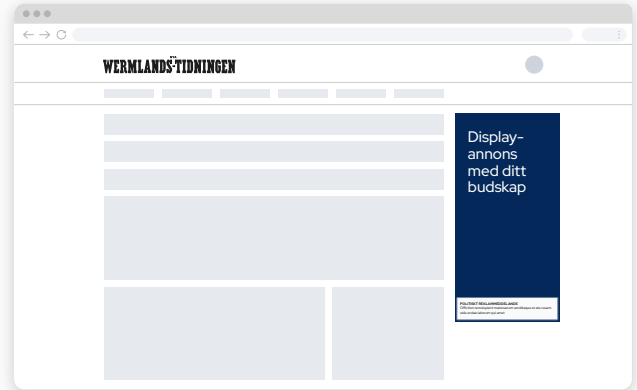 WERMLANDS TIDNINGEN
Display-
annons
med ditt
budskap
POLITISKT REKLAMMEDDELANDE